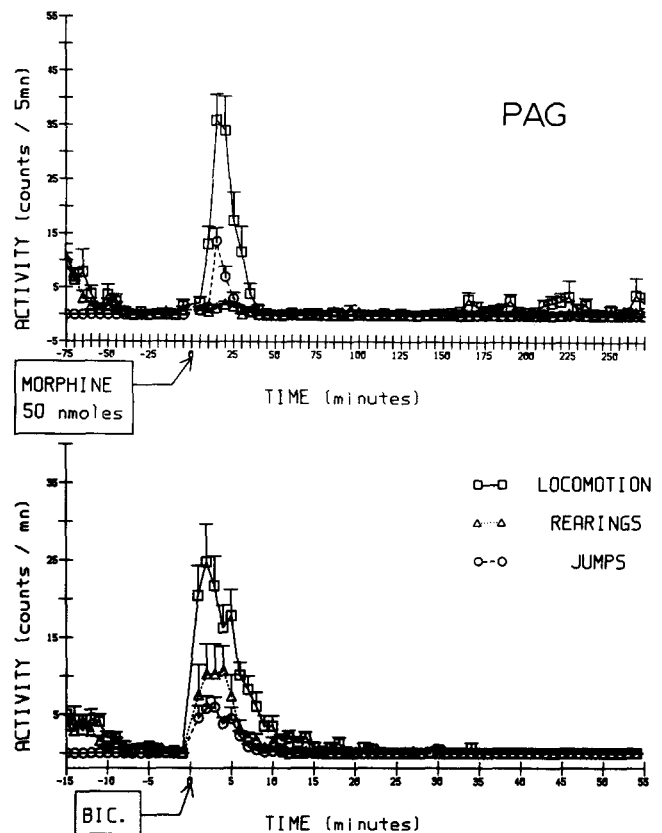 PAG
ACTIVITY (counts / 5mn)
55
45
35
25
15
5
-5
-75 -50 -25 0 25 50 75 100 125 150 175 200 225 250
MORPHINE
50 nmoles
TIME (minutes)
LOCOMOTION
REARINGS
JUMPS
ACTIVITY (counts / mn)
35
25
15
5
-15 -10 -5 0 5 10 15 20 25 30 35 40 45 50 55
BIC.
TIME (minutes)